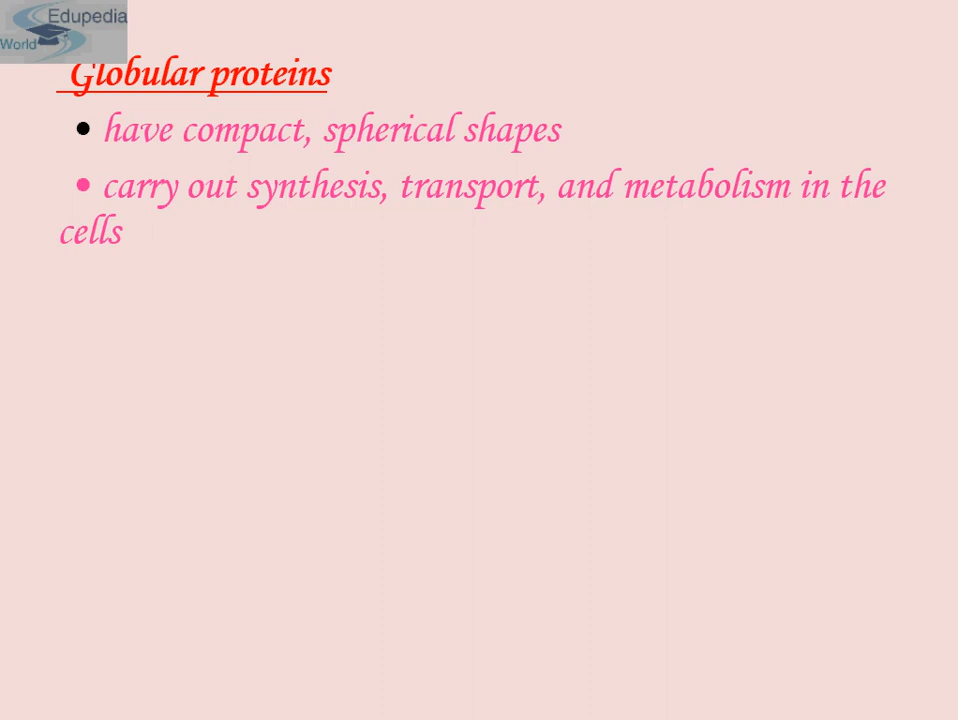 Edupedia
World
Globular proteins
• have compact, spherical shapes
• carry out synthesis, transport, and metabolism in the
cells